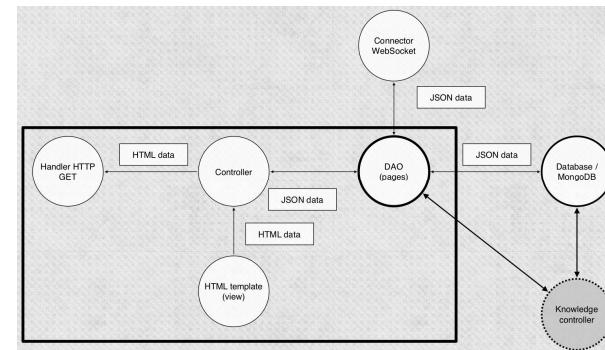 Connector
WebSocket
JSON data
Handler HTTP
GET
HTML data
Controller
JSON data
DAO
(pages)
JSON data
Database /
MongoDB
HTML data
HTML template
(view)
Knowledge
controller